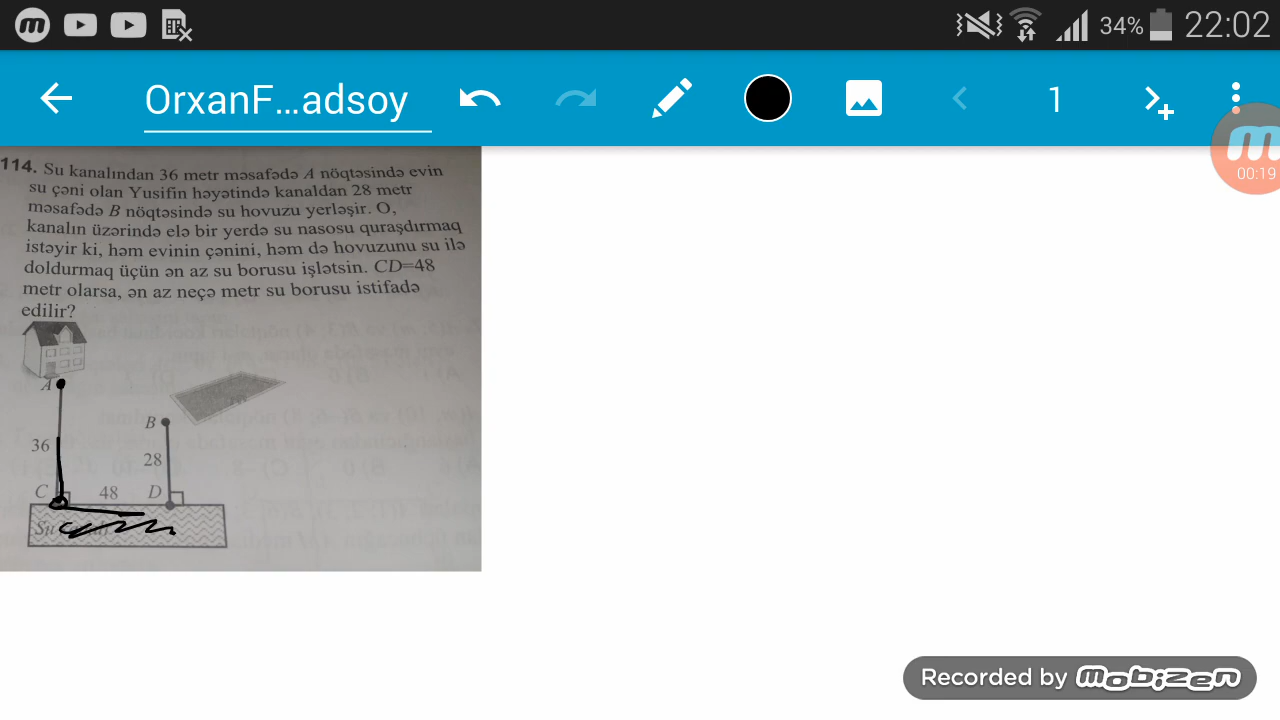 34% 22:02
OrxanF...adsoy 1
00:19
114. Su kanalından 36 metr məsafədə A nöqtəsində evin
su çəni olan Yusifin həyətində kanaldan 28 metr
məsafədə B nöqtəsində su hovuzu yerləşir. O,
kanalın üzərində elə bir yerdə su nasosu quraşdırmaq
istəyir ki, həm evinin çənini, həm də hovuzunu su ilə
doldurmaq üçün ən az su borusu işlətsin. CD=48
metr olarsa, ən az neçə metr su borusu istifadə
edilir?
A
B
36
28
C 48 D
Su
Recorded by mobizen